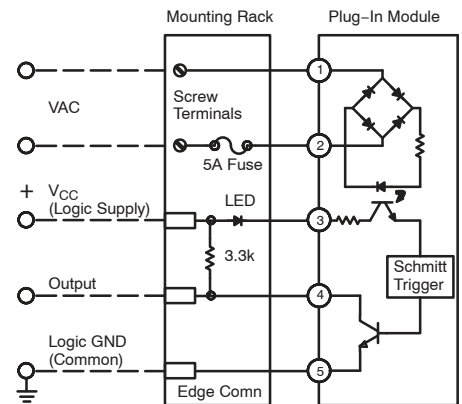 Mounting Rack
Plug−In Module
1
VAC
Screw
Terminals
2
5A Fuse
+
VCC
(Logic Supply)
LED
3
3.3k
Schmitt
Trigger
Output
4
Logic GND
(Common)
5
Edge Comn